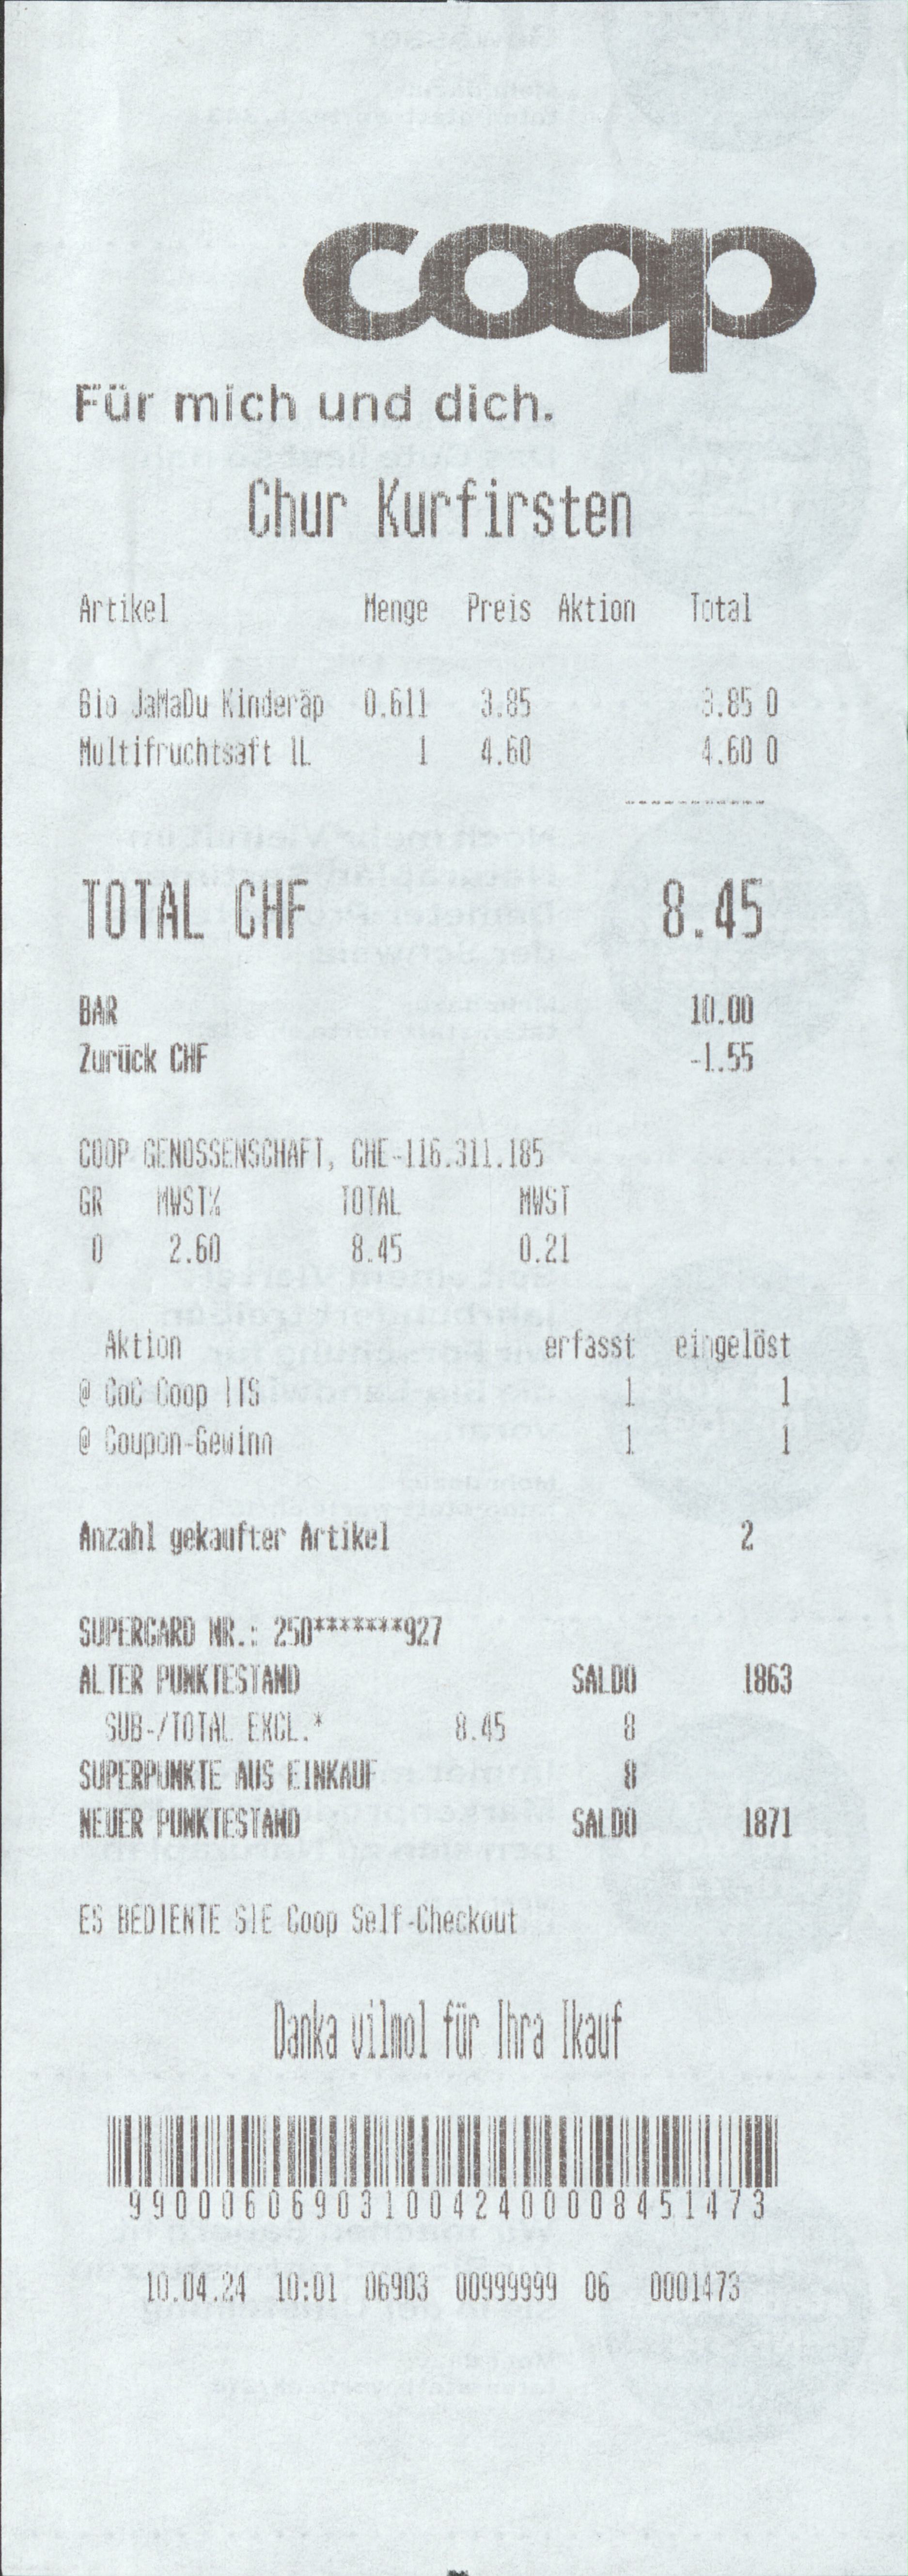 coop
Für mich und dich.
Chur Kurfirsten
Artikel Menge Preis Aktion Total
Bio JaMaDu Kinderäp 0.611 3.85 3.85 0
Multifruchtsaft 1L 1 4.60 4.60 0
-----------
TOTAL CHF 8.45
BAR 10.00
Zurück CHF -1.55
COOP GENOSSENSCHAFT, CHE-116.311.185
GR MWST% TOTAL MWST
0 2.60 8.45 0.21
Aktion erfasst eingelöst
@ CoC Coop ITS 1 1
@ Coupon-Gewinn 1 1
Anzahl gekaufter Artikel 2
SUPERCARD NR.: 250*******927
ALTER PUNKTESTAND SALDO 1863
SUB-/TOTAL EXCL.* 8.45 8
SUPERPUNKTE AUS EINKAUF 8
NEUER PUNKTESTAND SALDO 1871
ES BEDIENTE SIE Coop Self-Checkout
Danka vilmol für Ihra Ikauf
9900060690310042400008451473
10.04.24 10:01 06903 00999999 06 0001473